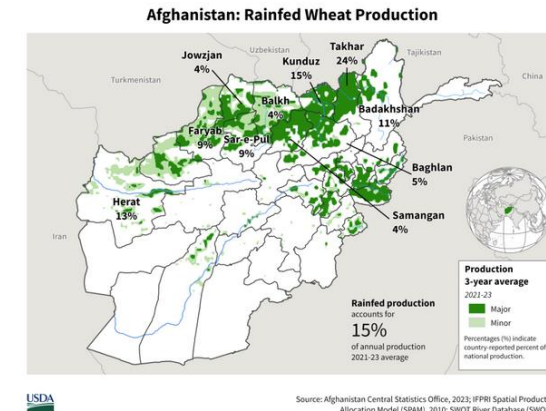 Afghanistan: Rainfed Wheat Production
Uzbekistan
Tajikistan
Turkmenistan
China
Pakistan
Iran
Jowzjan
4%
Kunduz
15%
Takhar
24%
Balkh
4%
Badakhshan
11%
Faryab
9%
Sar-e-Pul
9%
Baghlan
5%
Samangan
4%
Herat
13%
Rainfed production
accounts for
15%
of annual production
2021-23 average
Production
3-year average
2021-23
Major
Minor
Percentages (%) indicate
country-reported percent of
national production.
USDA
Source: Afghanistan Central Statistics Office, 2023; IFPRI Spatial Product
Allocation Model (SPAM), 2010; SWOT River Database (SWO